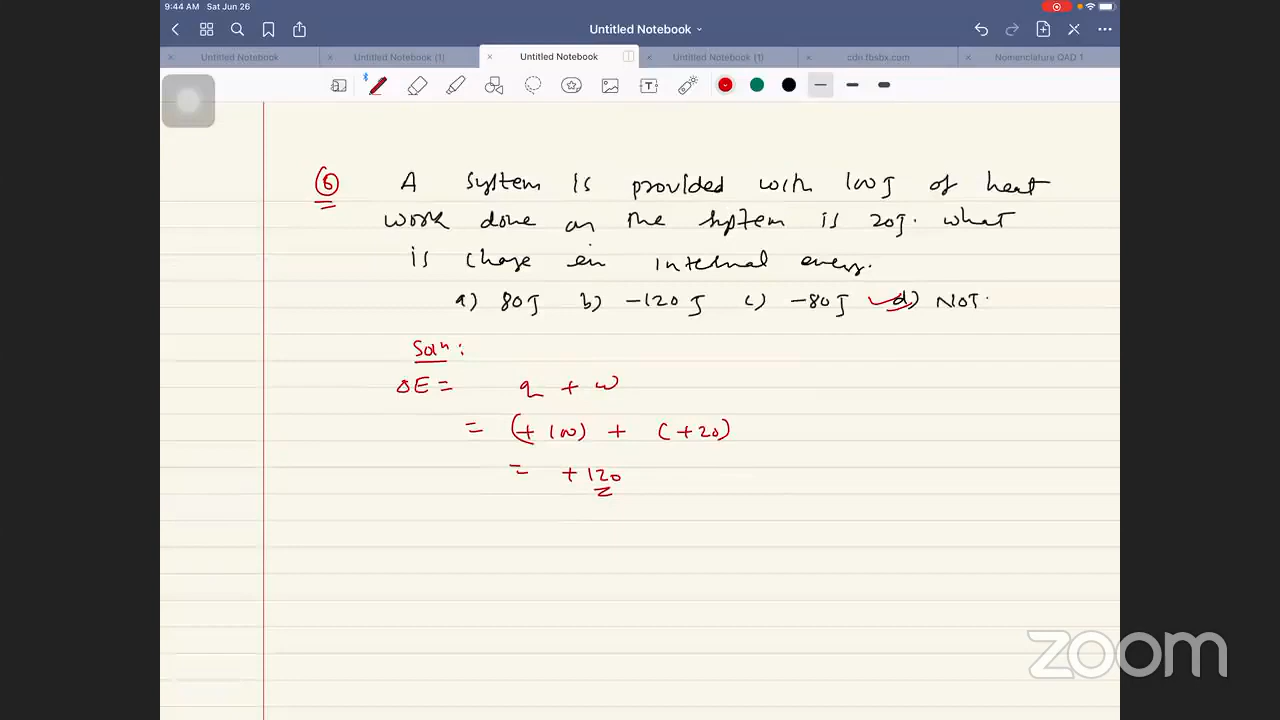 9:44 AM Sat Jun 26
Untitled Notebook
Untitled Notebook
Untitled Notebook (1)
Untitled Notebook
Untitled Notebook (1)
cdn.fbsbx.com
Nomenclature QAD 1
T
⑥ A system is provided with 100J of heat
work done on the system is 20J. what
is change in internal energy.
a) 80J b) -120J c) -80J d) NOT.
Solⁿ:
ΔE = q + w
= (+100) + (+20)
= +120
zoom